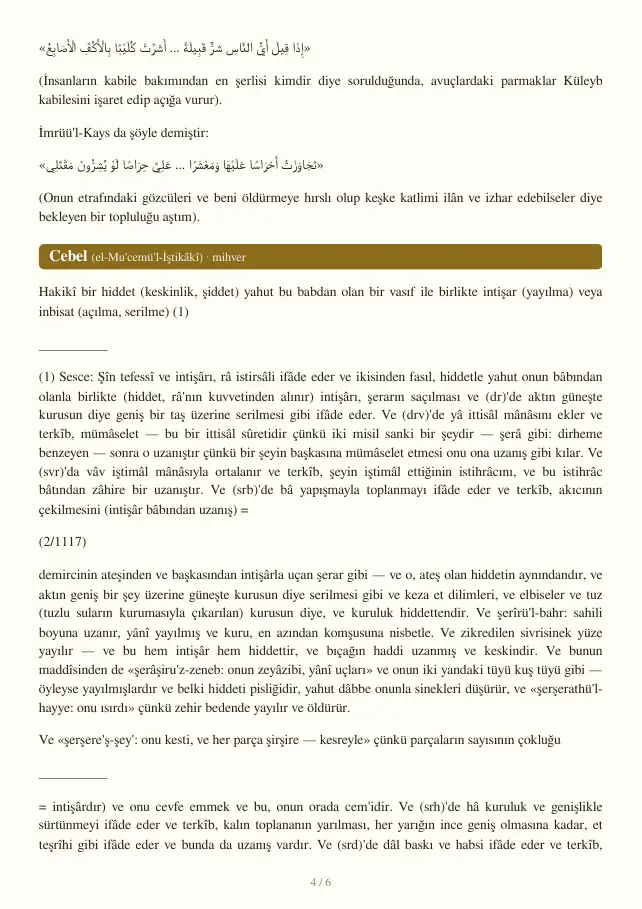 «إِذَا قِيلَ أَيُّ النَّاسِ شَرُّ قَبِيلَةً ... أَشَرَّتْ كُلَيْبًا بِالْأَكُفِّ الْأَصَابِعُ»
(İnsanların kabile bakımından en şerlisi kimdir diye sorulduğunda, avuçlardaki parmaklar Küleyb
kabilesini işaret edip açığa vurur).
İmrüü'l-Kays da şöyle demiştir:
«تَجَاوَزْتُ أَحْرَاسًا عَلَيْهَا وَمَعْشَرًا ... عَلِيَّ حِرَاصًا لَوْ يُشِرُّونَ مَقْتَلِي»
(Onun etrafındaki gözcüleri ve beni öldürmeye hırslı olup keşke katlimi ilân ve izhar edebilseler diye
bekleyen bir topluluğu aştım).
Cebel (el-Mu'cemü'l-İştikâkî) · mihver
Hakikî bir hiddet (keskinlik, şiddet) yahut bu babdan olan bir vasıf ile birlikte intişar (yayılma) veya
inbisat (açılma, serilme) (1)
(1) Sesce: Şîn tefessî ve intişârı, râ istirsâli ifâde eder ve ikisinden fasıl, hiddetle yahut onun bâbından
olanla birlikte (hiddet, râ'nın kuvvetinden alınır) intişârı, şerarın saçılması ve (dr)'de aktın güneşte
kurusun diye geniş bir taş üzerine serilmesi gibi ifâde eder. Ve (drv)'de yâ ittisâl mânâsını ekler ve
terkîb, mümâselet — bu bir ittisâl sûretidir çünkü iki misil sanki bir şeydir — şerâ gibi: dirheme
benzeyen — sonra o uzanıştır çünkü bir şeyin başkasına mümâselet etmesi onu ona uzanış gibi kılar. Ve
(svr)'da vâv iştimâl mânâsıyla ortalanır ve terkîb, şeyin iştimâl ettiğinin istihrâcını, ve bu istihrâc
bâtından zâhire bir uzanıştır. Ve (srb)'de bâ yapışmayla toplanmayı ifâde eder ve terkîb, akıcının
çekilmesini (intişâr bâbından uzanış) =
(2/1117)
demircinin ateşinden ve başkasından intişârla uçan şerar gibi — ve o, ateş olan hiddetin aynındandır, ve
aktın geniş bir şey üzerine güneşte kurusun diye serilmesi gibi ve keza et dilimleri, ve elbiseler ve tuz
(tuzlu suların kurumasıyla çıkarılan) kurusun diye, ve kuruluk hiddettendir. Ve şerîrü'l-bahr: sahili
boyuna uzanır, yânî yayılmış ve kuru, en azından komşusuna nisbetle. Ve zikredilen sivrisinek yüze
yayılır — ve bu hem intişâr hem hiddettir, ve bıçağın haddi uzanmış ve keskindir. Ve bunun
maddîsinden de «şerâşiru'z-zeneb: onun zeyâzibi, yânî uçları» ve onun iki yandaki tüyü kuş tüyü gibi —
öyleyse yayılmışlardır ve belki hiddeti pisliğidir, yahut dâbbe onunla sinekleri düşürür, ve «şerşerathü'l-
hayye: onu ısırdı» çünkü zehir bedende yayılır ve öldürür.
Ve «şerşere'ş-şey': onu kesti, ve her parça şirşire — kesreyle» çünkü parçaların sayısının çokluğu
= intişârdır) ve onu cevfe emmek ve bu, onun orada cem'idir. Ve (srh)'de hâ kuruluk ve genişlikle
sürtünmeyi ifâde eder ve terkîb, kalın toplananın yarılması, her yarığın ince geniş olmasına kadar, et
teşrîhi gibi ifâde eder ve bunda da uzanış vardır. Ve (srd)'de dâl baskı ve habsi ifâde eder ve terkîb,
4 / 6